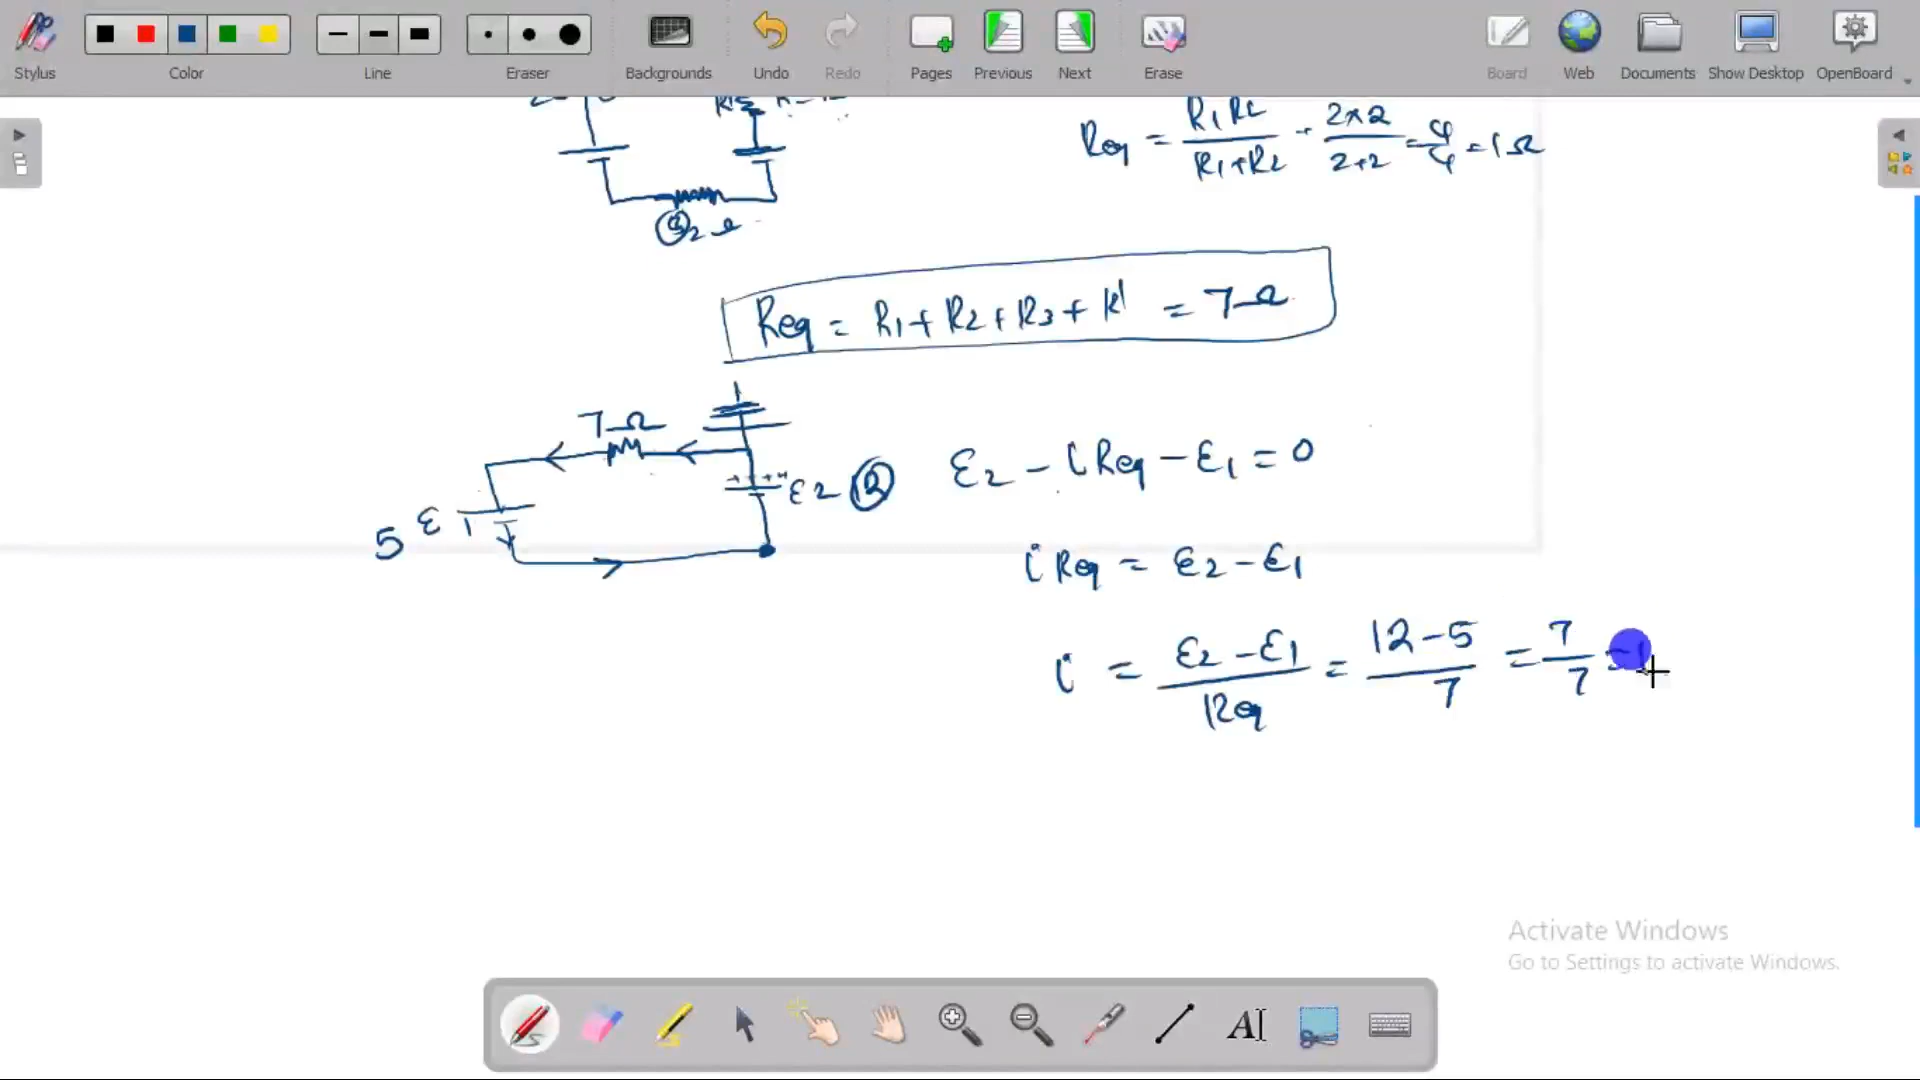 Stylus Color Line Eraser Backgrounds Undo Redo Pages Previous Next Erase Board Web Documents Show Desktop OpenBoard
Req = R1R2 / R1+R2 - 2×2 / 2+2 = 4/4 = 1Ω
Req = R1 + R2 + R3 + R' = 7Ω
7Ω
ε2 - iReq - ε1 = 0
ε2
5 ε1
iReq = ε2 - ε1
i = ε2 - ε1 / Req = 12 - 5 / 7 = 7/7 =
Activate Windows
Go to Settings to activate Windows.
AI